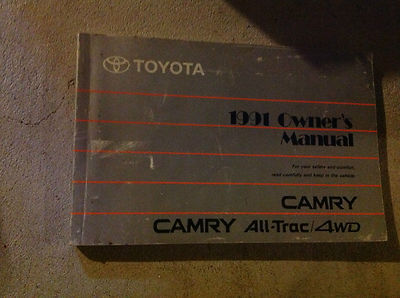 TOYOTA
1991 Owner's
Manual
For your safety and comfort,
read carefully and keep in the vehicle
CAMRY
CAMRY All-Trac/4WD